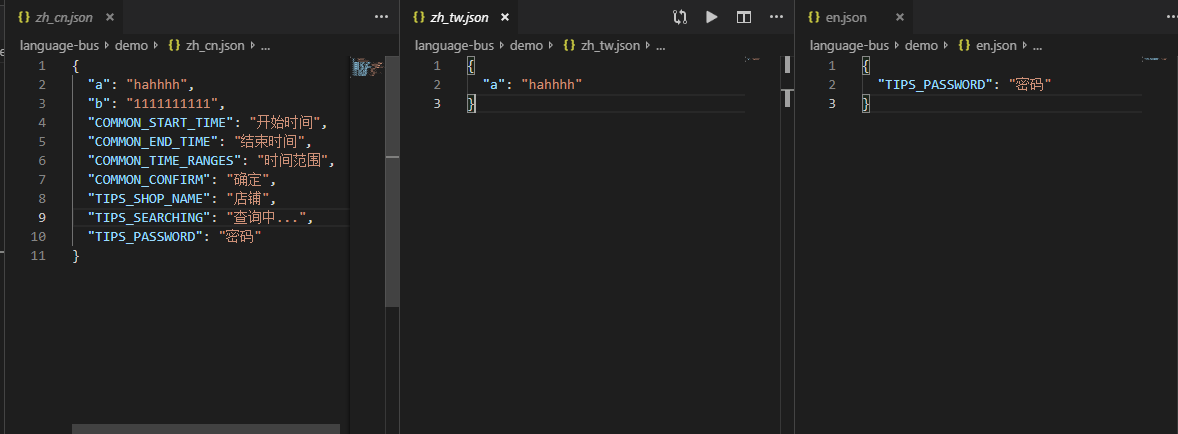 {} zh_cn.json × ...
language-bus > demo > {} zh_cn.json > ...
1 {
2 "a": "hahhhh",
3 "b": "1111111111",
4 "COMMON_START_TIME": "开始时间",
5 "COMMON_END_TIME": "结束时间",
6 "COMMON_TIME_RANGES": "时间范围",
7 "COMMON_CONFIRM": "确定",
8 "TIPS_SHOP_NAME": "店铺",
9 "TIPS_SEARCHING": "查询中...",
10 "TIPS_PASSWORD": "密码"
11 }
{} zh_tw.json × ...
language-bus > demo > {} zh_tw.json > ...
1 {
2 "a": "hahhhh"
3 }
{} en.json × ...
language-bus > demo > {} en.json > ...
1 {
2 "TIPS_PASSWORD": "密码"
3 }